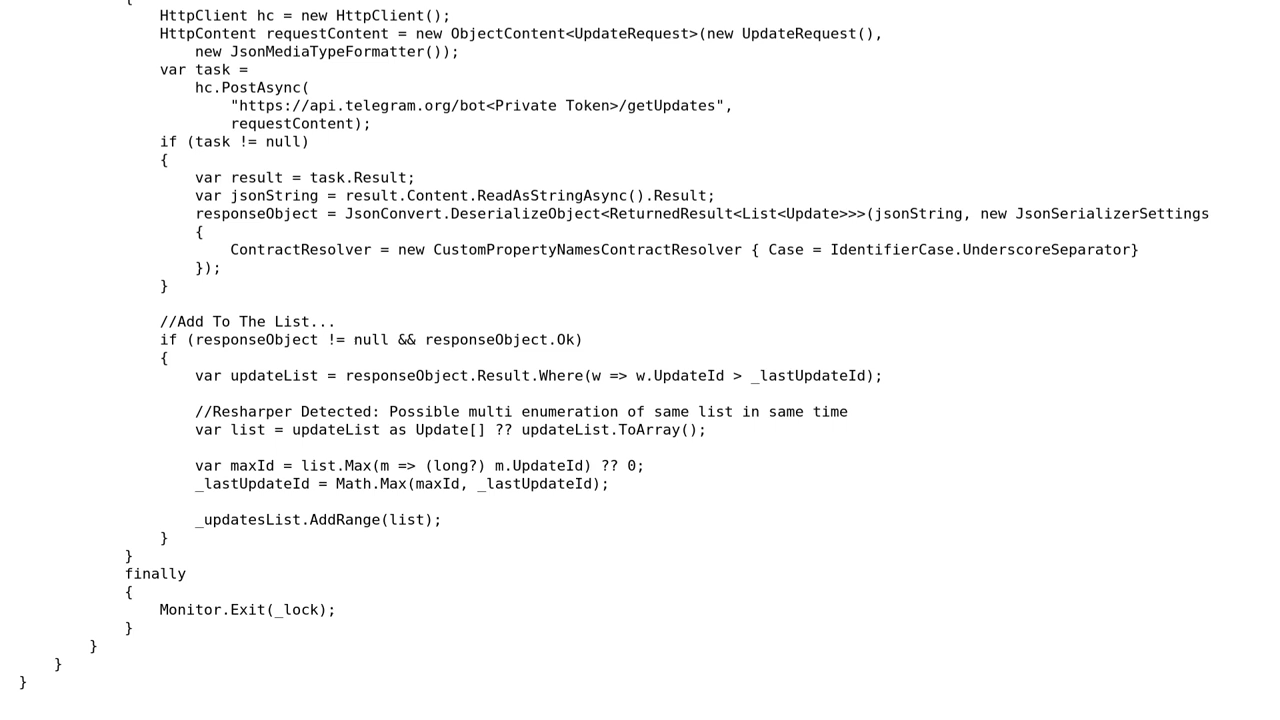 {
HttpClient hc = new HttpClient();
HttpContent requestContent = new ObjectContent<UpdateRequest>(new UpdateRequest(),
new JsonMediaTypeFormatter());
var task =
hc.PostAsync(
"https://api.telegram.org/bot<Private Token>/getUpdates",
requestContent);
if (task != null)
{
var result = task.Result;
var jsonString = result.Content.ReadAsStringAsync().Result;
responseObject = JsonConvert.DeserializeObject<ReturnedResult<List<Update>>>(jsonString, new JsonSerializerSettings
{
ContractResolver = new CustomPropertyNamesContractResolver { Case = IdentifierCase.UnderscoreSeparator}
});
}
//Add To The List...
if (responseObject != null && responseObject.Ok)
{
var updateList = responseObject.Result.Where(w => w.UpdateId > _lastUpdateId);
//Resharper Detected: Possible multi enumeration of same list in same time
var list = updateList as Update[] ?? updateList.ToArray();
var maxId = list.Max(m => (long?) m.UpdateId) ?? 0;
_lastUpdateId = Math.Max(maxId, _lastUpdateId);
_updatesList.AddRange(list);
}
}
finally
{
Monitor.Exit(_lock);
}
}
}
}